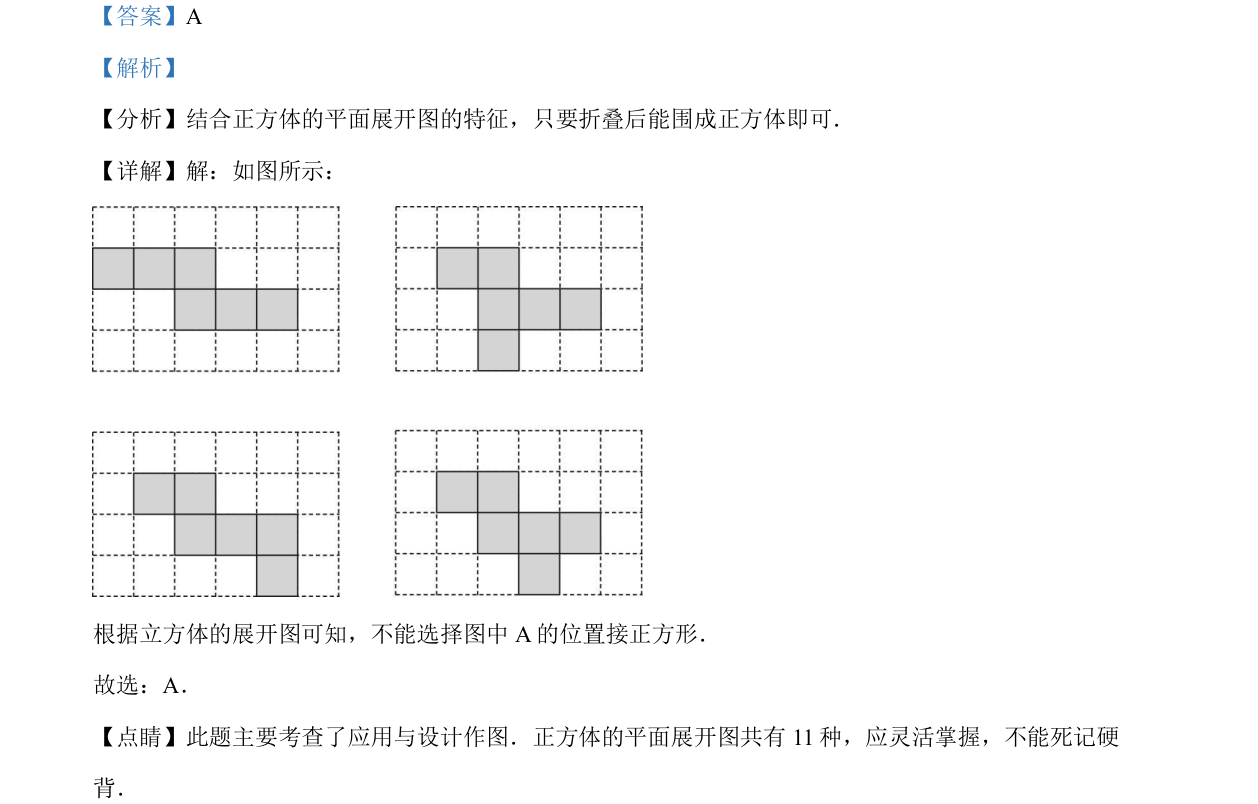 【答案】A
【解析】
【分析】结合正方体的平面展开图的特征，只要折叠后能围成正方体即可．
【详解】解：如图所示：
根据立方体的展开图可知，不能选择图中 A 的位置接正方形．
故选：A．
【点睛】此题主要考查了应用与设计作图．正方体的平面展开图共有 11 种，应灵活掌握，不能死记硬
背．